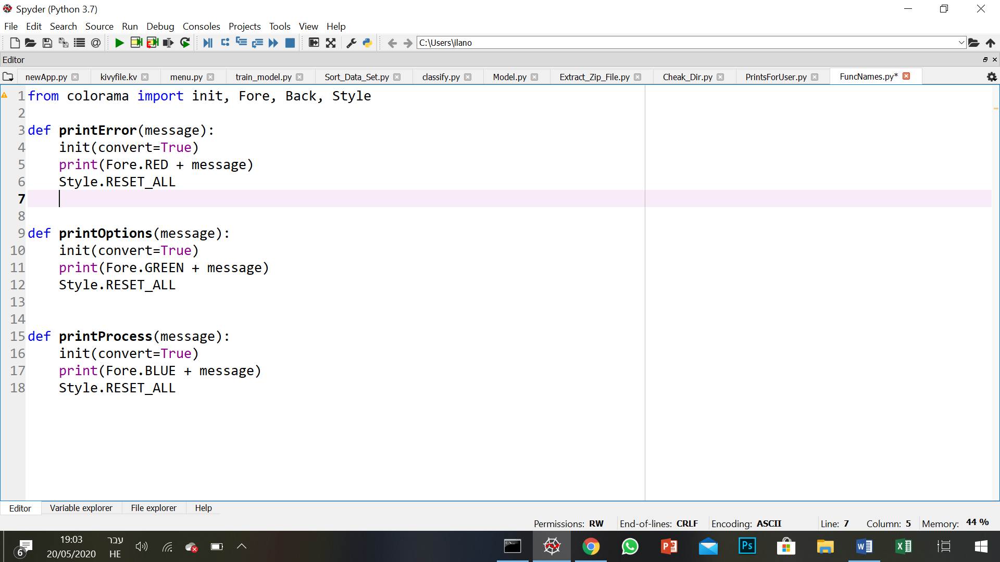 Spyder (Python 3.7)
File Edit Search Source Run Debug Consoles Projects Tools View Help
C:\Users\ilano
Editor
newApp.py kivyfile.kv menu.py train_model.py Sort_Data_Set.py classify.py Model.py Extract_Zip_File.py Cheak_Dir.py PrintsForUser.py FuncNames.py*
1 from colorama import init, Fore, Back, Style
2
3 def printError(message):
4     init(convert=True)
5     print(Fore.RED + message)
6     Style.RESET_ALL
7
8
9 def printOptions(message):
10     init(convert=True)
11     print(Fore.GREEN + message)
12     Style.RESET_ALL
13
14
15 def printProcess(message):
16     init(convert=True)
17     print(Fore.BLUE + message)
18     Style.RESET_ALL
Editor Variable explorer File explorer Help
Permissions: RW End-of-lines: CRLF Encoding: ASCII Line: 7 Column: 5 Memory: 44 %
19:03 עבר
6 20/05/2020 HE